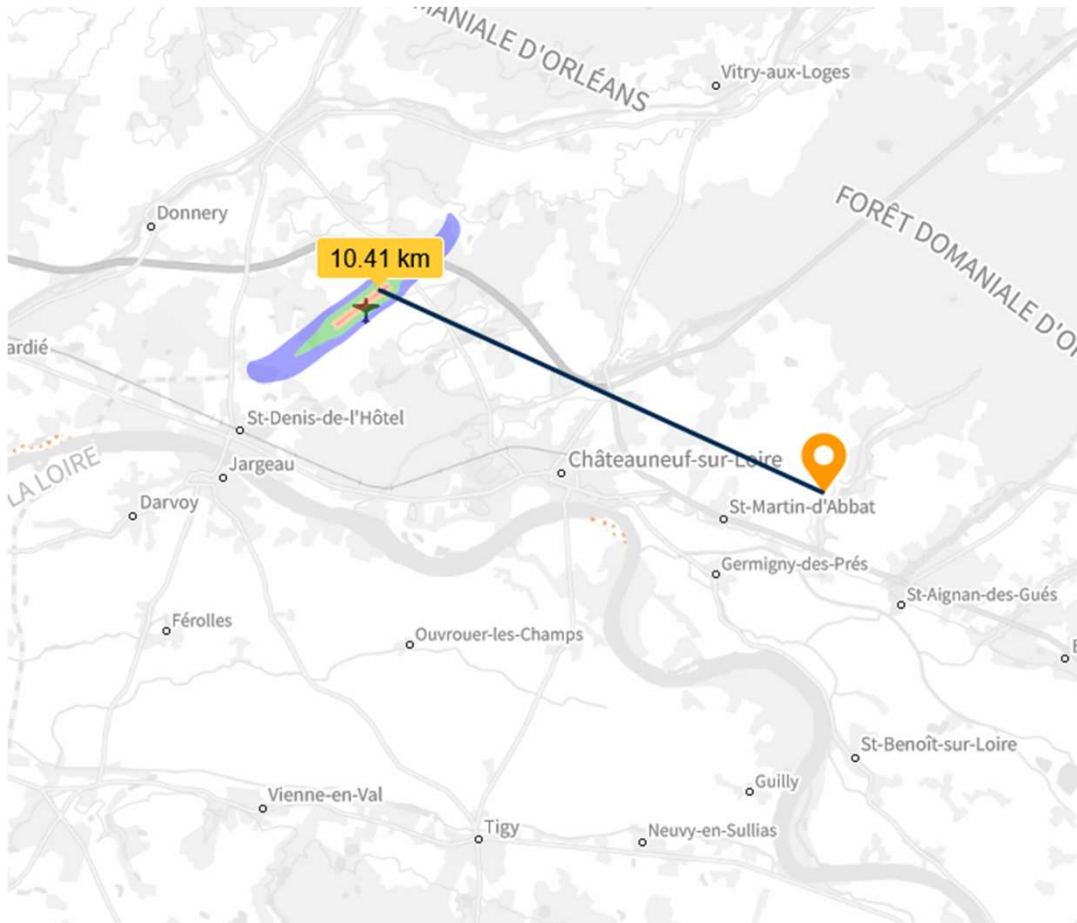 MANIALE D'ORLÉANS
Vitry-aux-Loges
Donnery
FORÊT DOMANIALE D'O
10.41 km
ardié
St-Denis-de-l'Hôtel
LA LOIRE
Jargeau
Châteauneuf-sur-Loire
Darvoy
St-Martin-d'Abbat
Germigny-des-Prés
St-Aignan-des-Gués
Férolles
Ouvrouer-les-Champs
St-Benoît-sur-Loire
Vienne-en-Val
Guilly
Tigy
Neuvy-en-Sullias